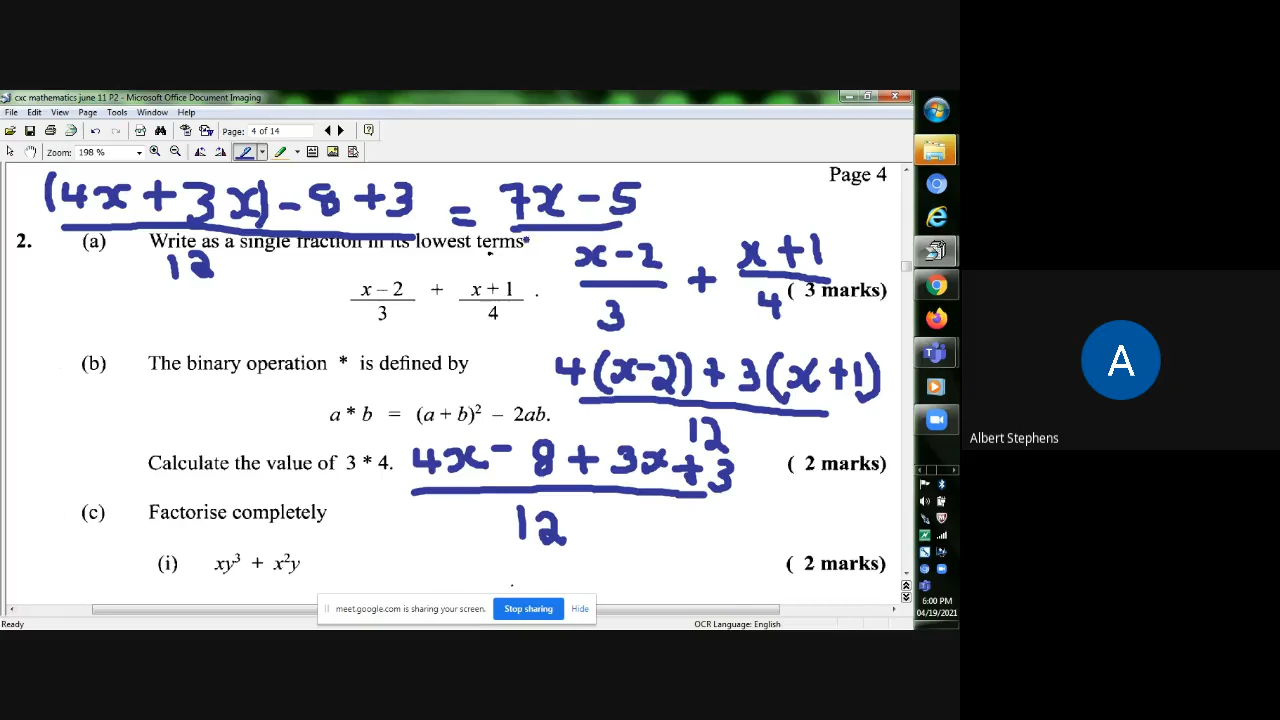 cxc mathematics june 11 P2 - Microsoft Office Document Imaging
File Edit View Page Tools Window Help
Page: 4 of 14
Zoom: 198 %
Page 4
(4x + 3x) - 8 + 3 = 7x - 5
12
2. (a) Write as a single fraction in its lowest terms
x - 2 + x + 1
3 4
x – 2 + x + 1 .
3 4
( 3 marks)
(b) The binary operation * is defined by
4(x-2) + 3(x+1)
12
a * b = (a + b)² – 2ab.
Calculate the value of 3 * 4. ( 2 marks)
4x - 8 + 3x + 3
12
(c) Factorise completely
(i) xy³ + x²y ( 2 marks)
meet.google.com is sharing your screen. Stop sharing Hide
Ready OCR Language: English
6:00 PM
04/19/2021
A
Albert Stephens